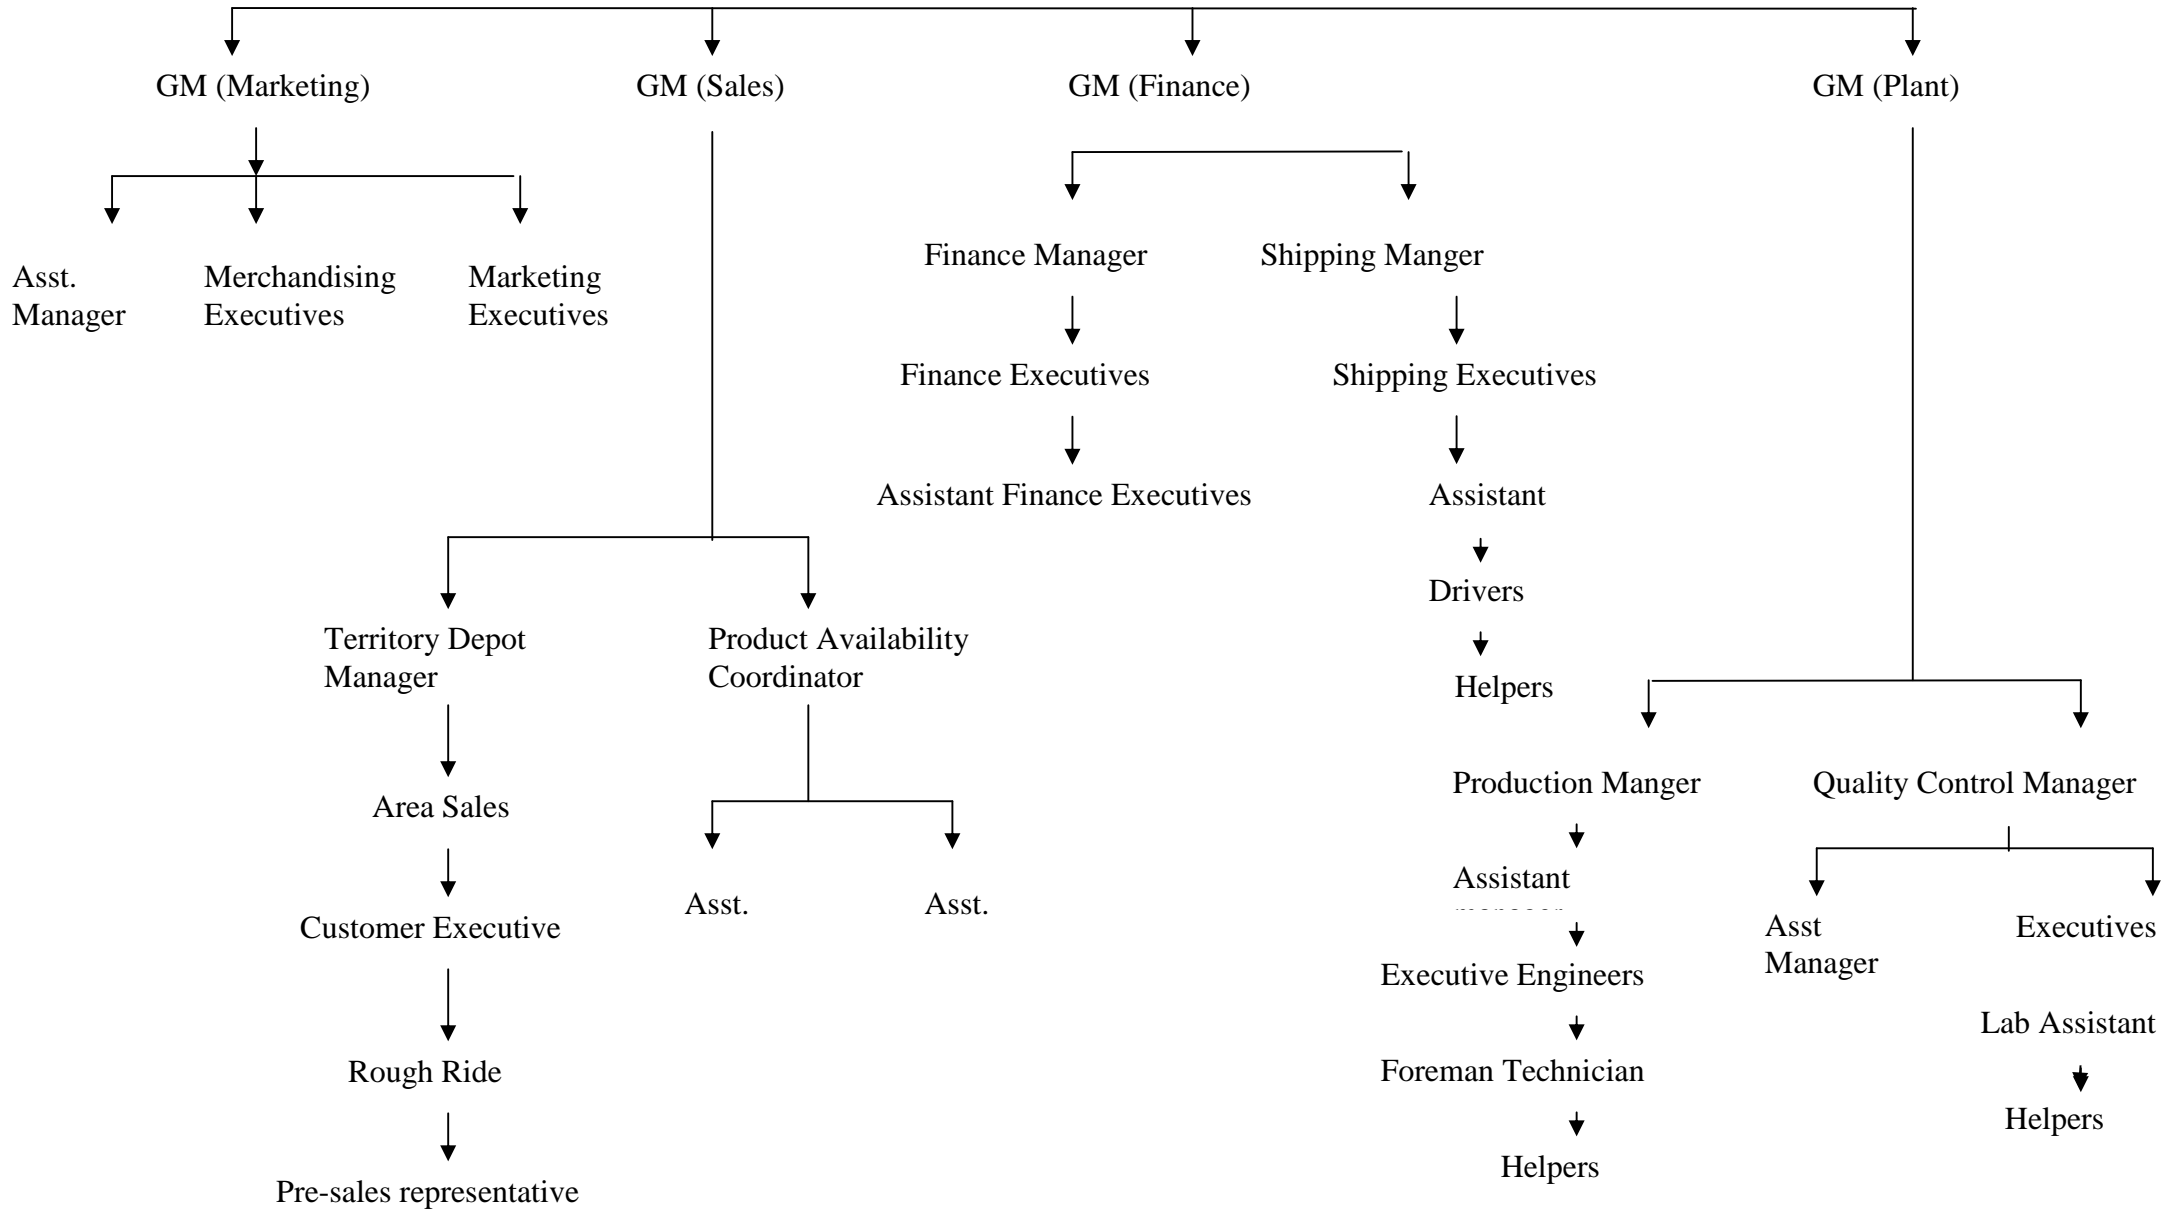 GM (Marketing)
GM (Sales)
GM (Finance)
GM (Plant)
Asst.
Manager
Merchandising
Executives
Marketing
Executives
Finance Manager
Shipping Manger
Finance Executives
Shipping Executives
Assistant Finance Executives
Assistant
Drivers
Helpers
Territory Depot
Manager
Product Availability
Coordinator
Area Sales
Asst.
Asst.
Customer Executive
Rough Ride
Pre-sales representative
Production Manger
Quality Control Manager
Assistant
Executive Engineers
Foreman Technician
Helpers
Asst
Manager
Executives
Lab Assistant
Helpers